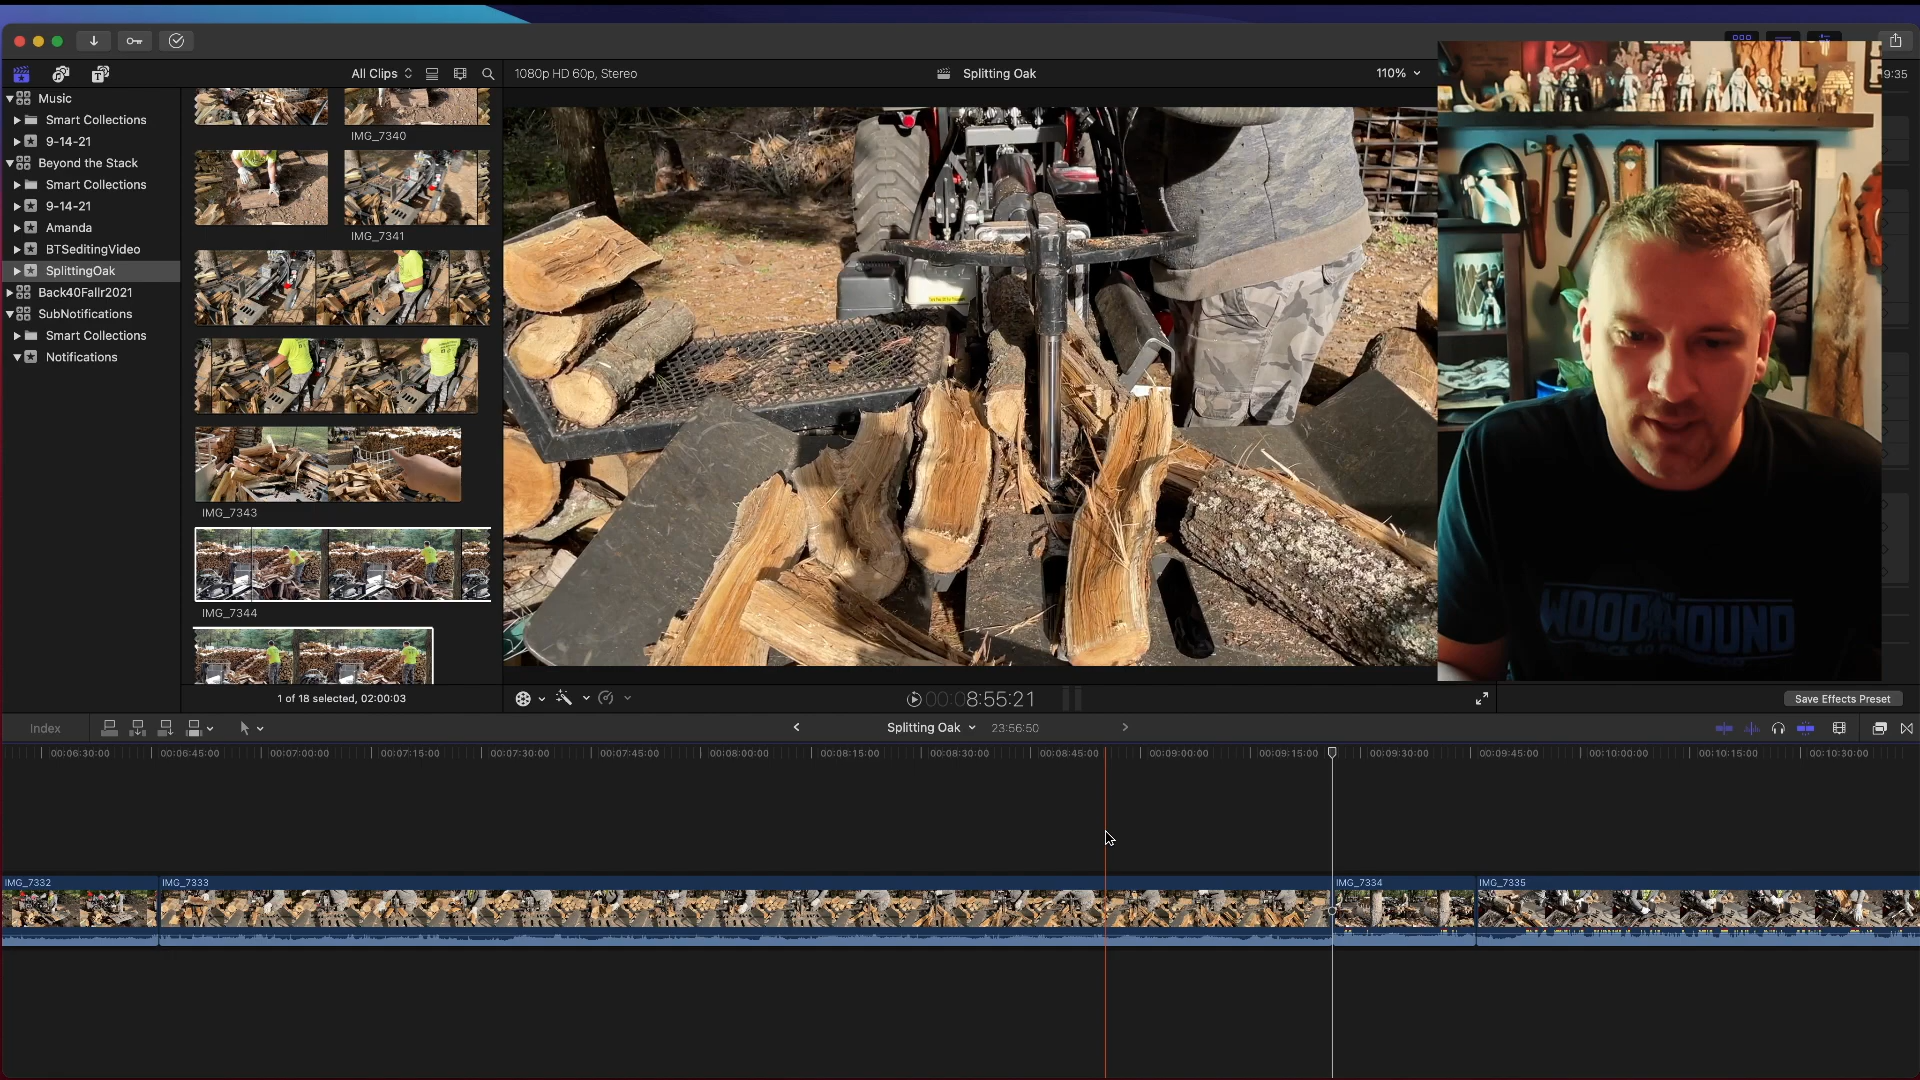 All Clips
1080p HD 60p, Stereo
Splitting Oak
110%
9:35
Music
Smart Collections
9-14-21
Beyond the Stack
Smart Collections
9-14-21
Amanda
BTSeditingVideo
SplittingOak
Back40Fallr2021
SubNotifications
Smart Collections
Notifications
IMG_7340
IMG_7341
IMG_7343
IMG_7344
WOODHOUND
BACK 40 FIREWOOD
1 of 18 selected, 02:00:03
00:08:55:21
Save Effects Preset
Index
Splitting Oak
23:56:50
00:06:30:00
00:06:45:00
00:07:00:00
00:07:15:00
00:07:30:00
00:07:45:00
00:08:00:00
00:08:15:00
00:08:30:00
00:08:45:00
00:09:00:00
00:09:15:00
00:09:30:00
00:09:45:00
00:10:00:00
00:10:15:00
00:10:30:00
IMG_7332
IMG_7333
IMG_7334
IMG_7335